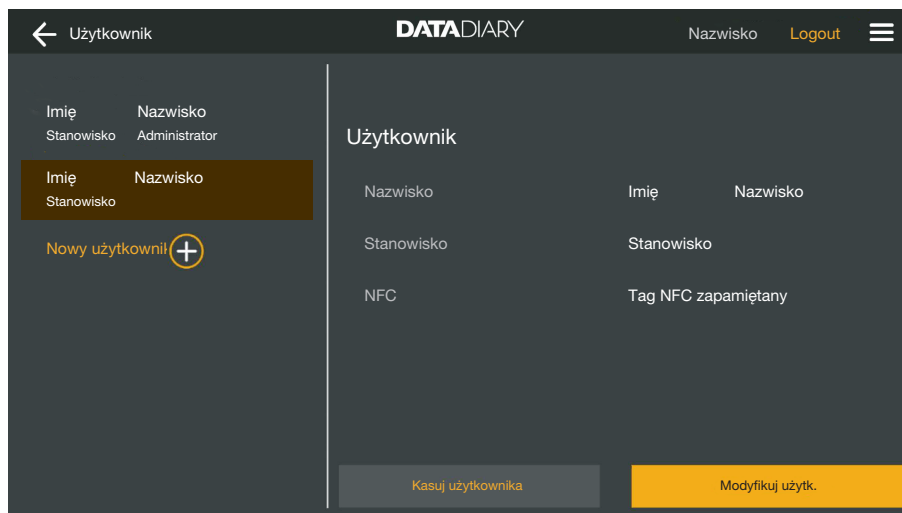 Użytkownik DATADIARY Nazwisko Logout
Imię Nazwisko
Stanowisko Administrator
Imię Nazwisko
Stanowisko
Nowy użytkownik
Użytkownik
Nazwisko Imię Nazwisko
Stanowisko Stanowisko
NFC Tag NFC zapamiętany
Kasuj użytkownika Modyfikuj użytk.